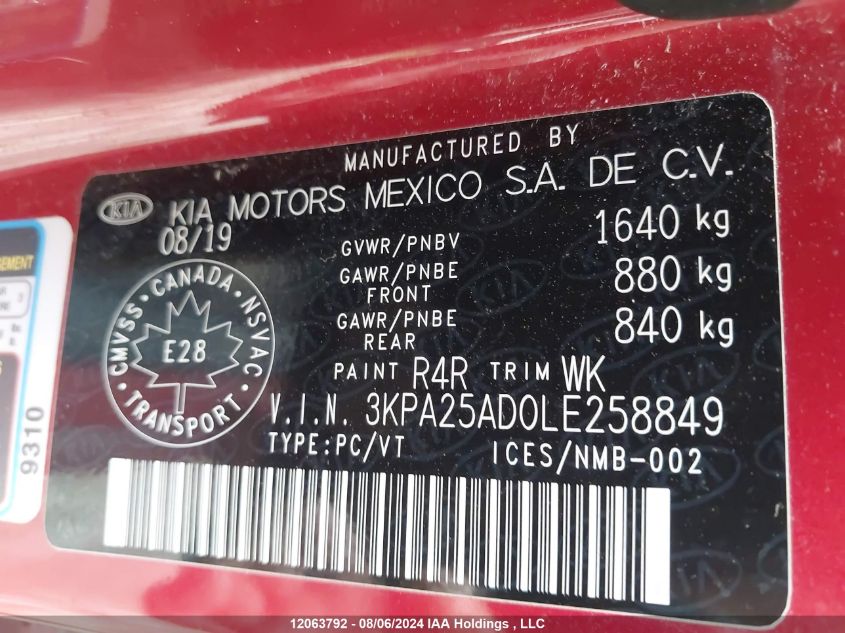 MANUFACTURED BY
KIA KIA MOTORS MEXICO S.A. DE C.V.
08/19
GVWR/PNBV 1640 kg
GAWR/PNBE FRONT 880 kg
GAWR/PNBE REAR 840 kg
CMVSS · CANADA · NSVAC · TRANSPORT
E28
PAINT R4R TRIM WK
V.I.N. 3KPA25AD0LE258849
TYPE:PC/VT ICES/NMB-002
9310
12063792 - 08/06/2024 IAA Holdings , LLC